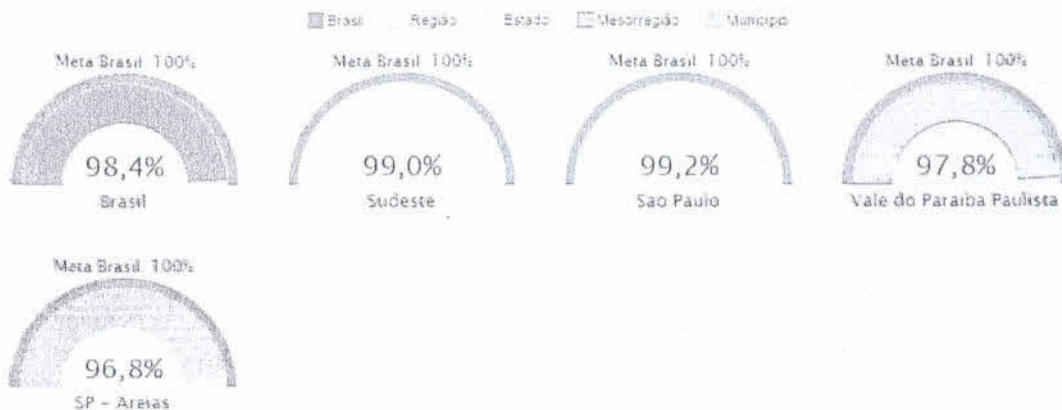 Brasil Região Estado Mesorregião Município
Meta Brasil: 100%
98,4%
Brasil
Meta Brasil: 100%
99,0%
Sudeste
Meta Brasil: 100%
99,2%
Sao Paulo
Meta Brasil: 100%
97,8%
Vale do Paraiba Paulista
Meta Brasil: 100%
96,8%
SP - Areias